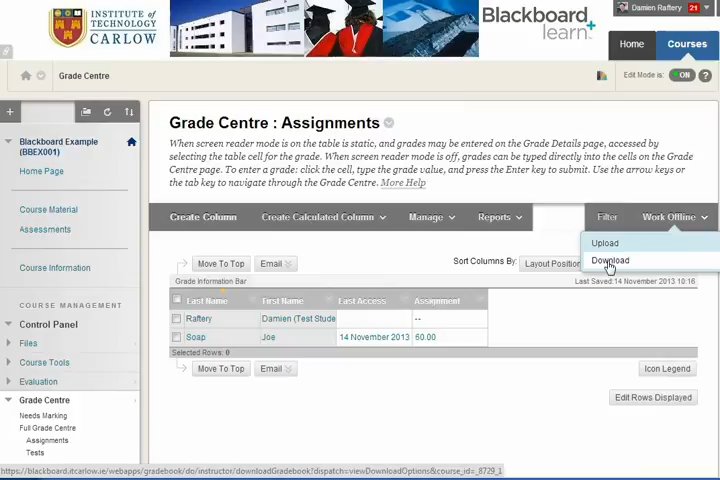 INSTITUTE of
TECHNOLOGY
CARLOW
Blackboard
learn+
Damien Raftery 21
Home Courses
Grade Centre
Edit Mode is: ON ?
Blackboard Example
(BBEX001)
Home Page
Course Material
Assessments
Course Information
COURSE MANAGEMENT
Control Panel
Files
Course Tools
Evaluation
Grade Centre
Needs Marking
Full Grade Centre
Assignments
Tests
Grade Centre : Assignments
When screen reader mode is on the table is static, and grades may be entered on the Grade Details page, accessed by
selecting the table cell for the grade. When screen reader mode is off, grades can be typed directly into the cells on the Grade
Centre page. To enter a grade: click the cell, type the grade value, and press the Enter key to submit. Use the arrow keys or
the tab key to navigate through the Grade Centre. More Help
Create Column Create Calculated Column Manage Reports Filter Work Offline
Upload
Download
Move To Top Email Sort Columns By: Layout Position
Grade Information Bar Last Saved:14 November 2013 10:16
Last Name First Name Last Access Assignment
Raftery Damien (Test Stude --
Soap Joe 14 November 2013 60.00
Selected Rows: 0
Move To Top Email Icon Legend
Edit Rows Displayed
https://blackboard.itcarlow.ie/webapps/gradebook/do/instructor/downloadGradebook?dispatch=viewDownloadOptions&course_id=_8729_1